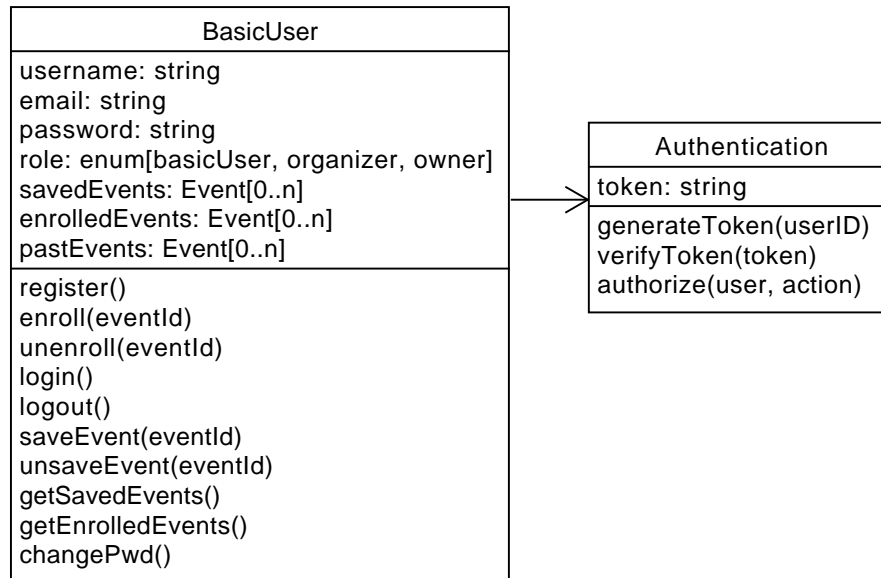 BasicUser
username: string
email: string
password: string
role: enum[basicUser, organizer, owner]
savedEvents: Event[0..n]
enrolledEvents: Event[0..n]
pastEvents: Event[0..n]
register()
enroll(eventId)
unenroll(eventId)
login()
logout()
saveEvent(eventId)
unsaveEvent(eventId)
getSavedEvents()
getEnrolledEvents()
changePwd()
Authentication
token: string
generateToken(userID)
verifyToken(token)
authorize(user, action)